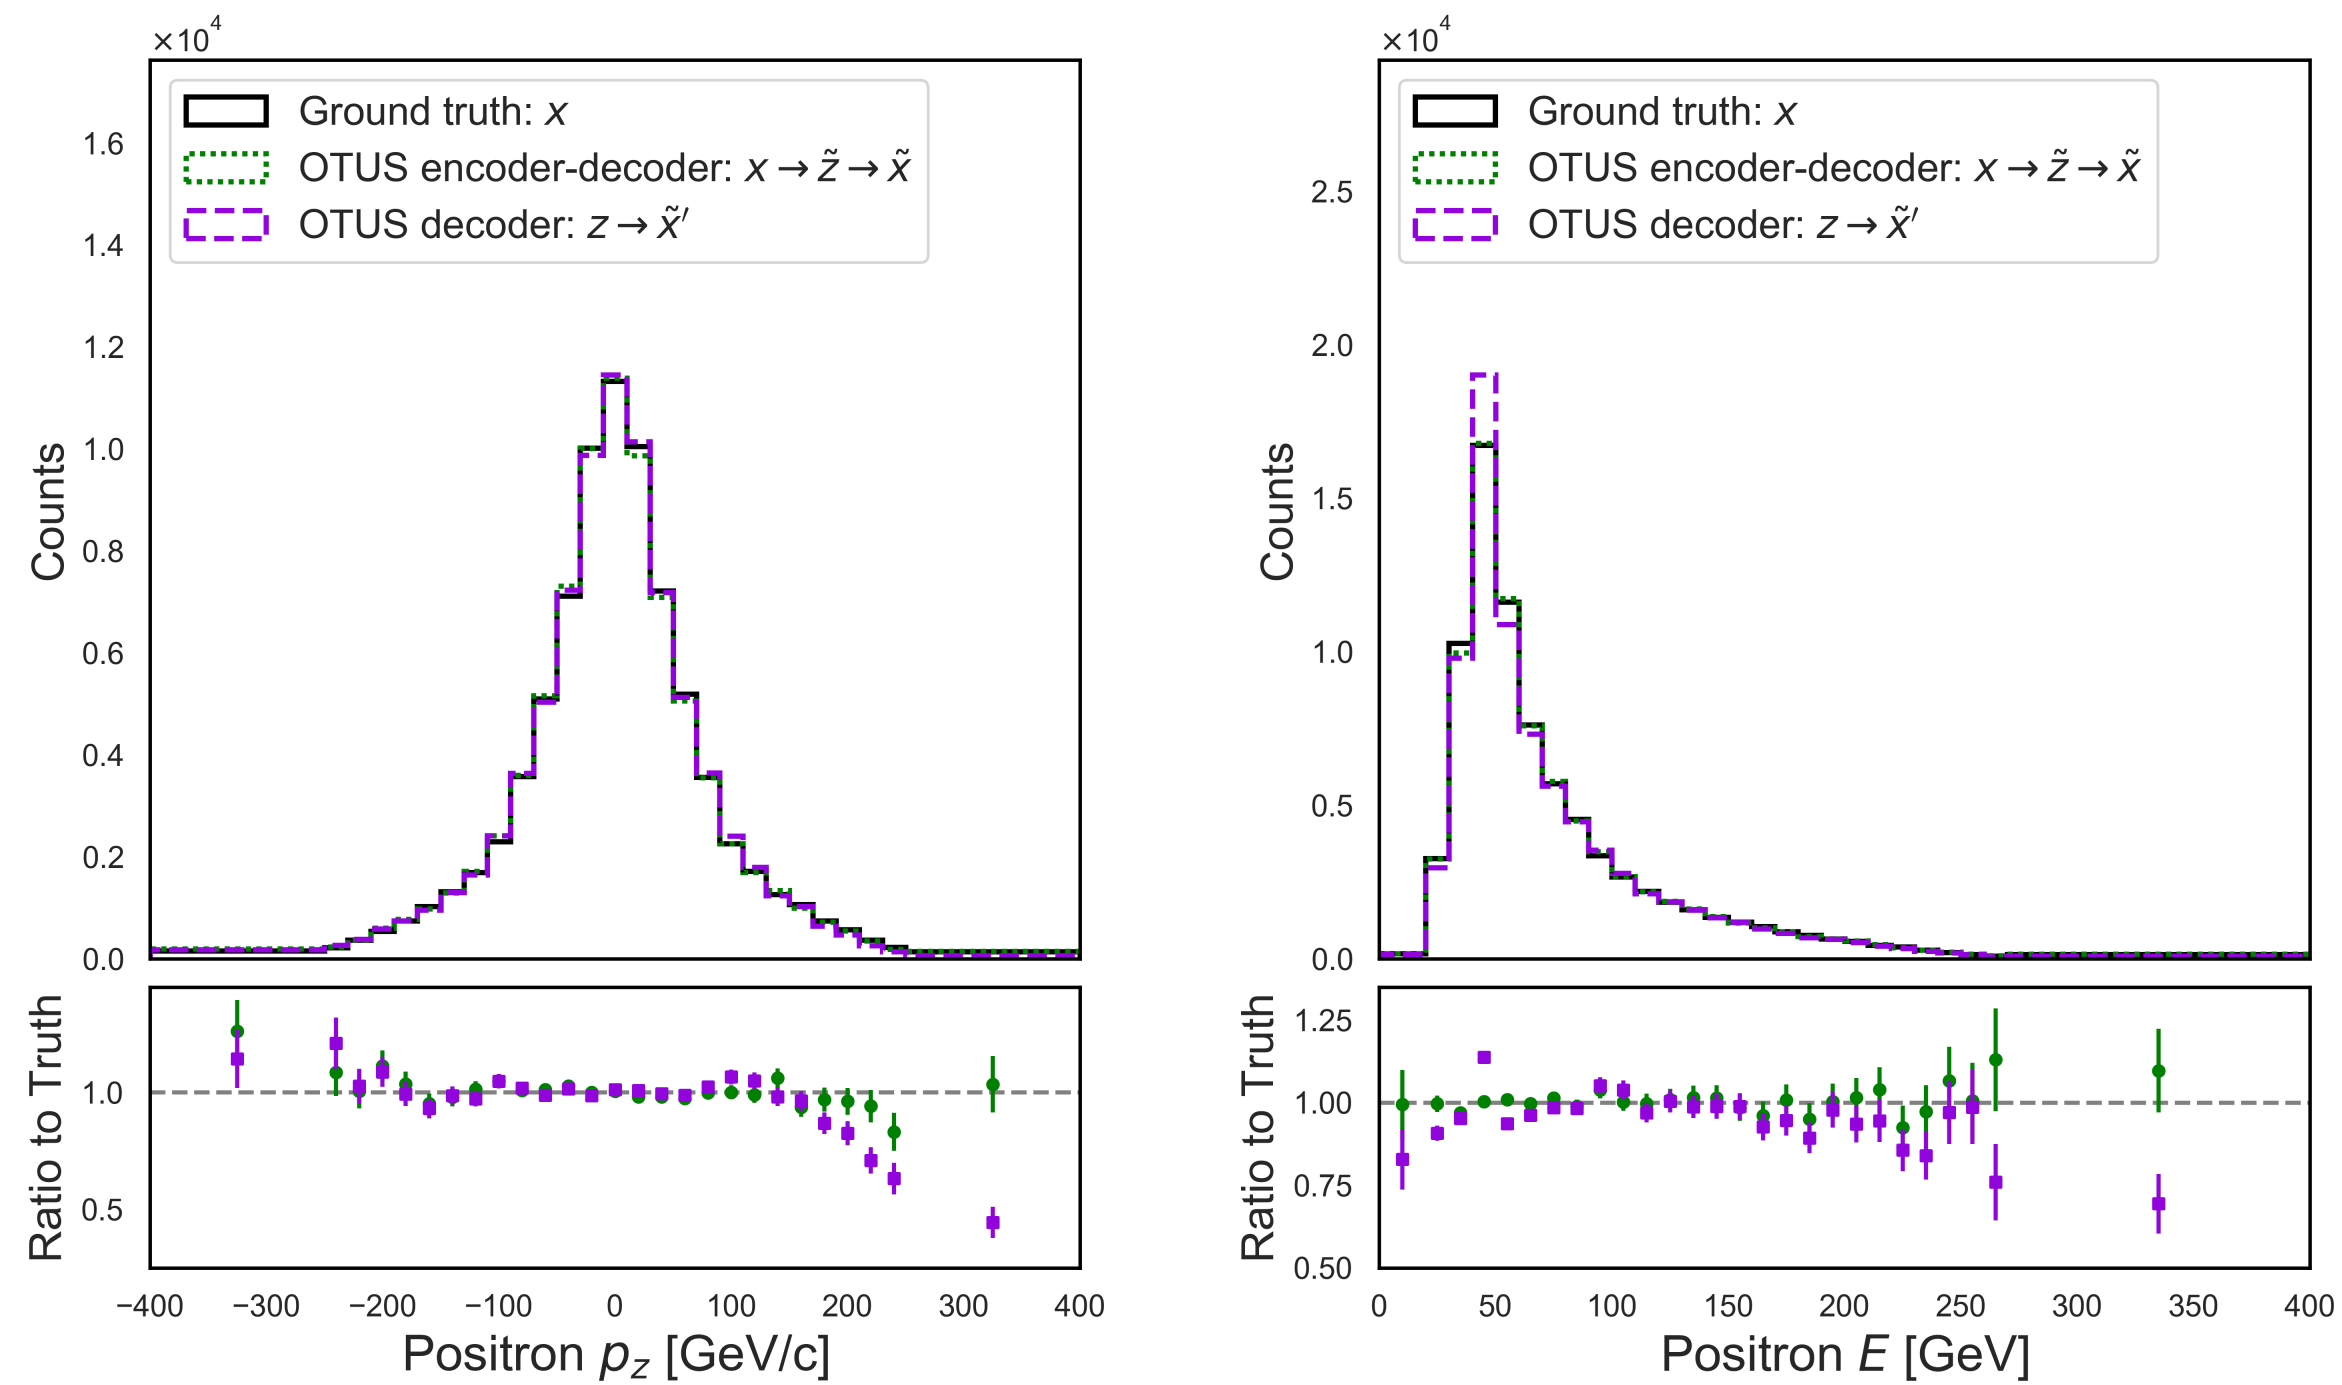 ×10⁴
Ground truth: x
OTUS encoder-decoder: x → z̃ → x̃
OTUS decoder: z → x̃′
1.6
1.4
1.2
1.0
0.8
0.6
0.4
0.2
0.0
Counts
1.0
0.5
Ratio to Truth
−400 −300 −200 −100 0 100 200 300 400
Positron p_z [GeV/c]
×10⁴
Ground truth: x
OTUS encoder-decoder: x → z̃ → x̃
OTUS decoder: z → x̃′
2.5
2.0
1.5
1.0
0.5
0.0
Counts
1.25
1.00
0.75
0.50
Ratio to Truth
0 50 100 150 200 250 300 350 400
Positron E [GeV]